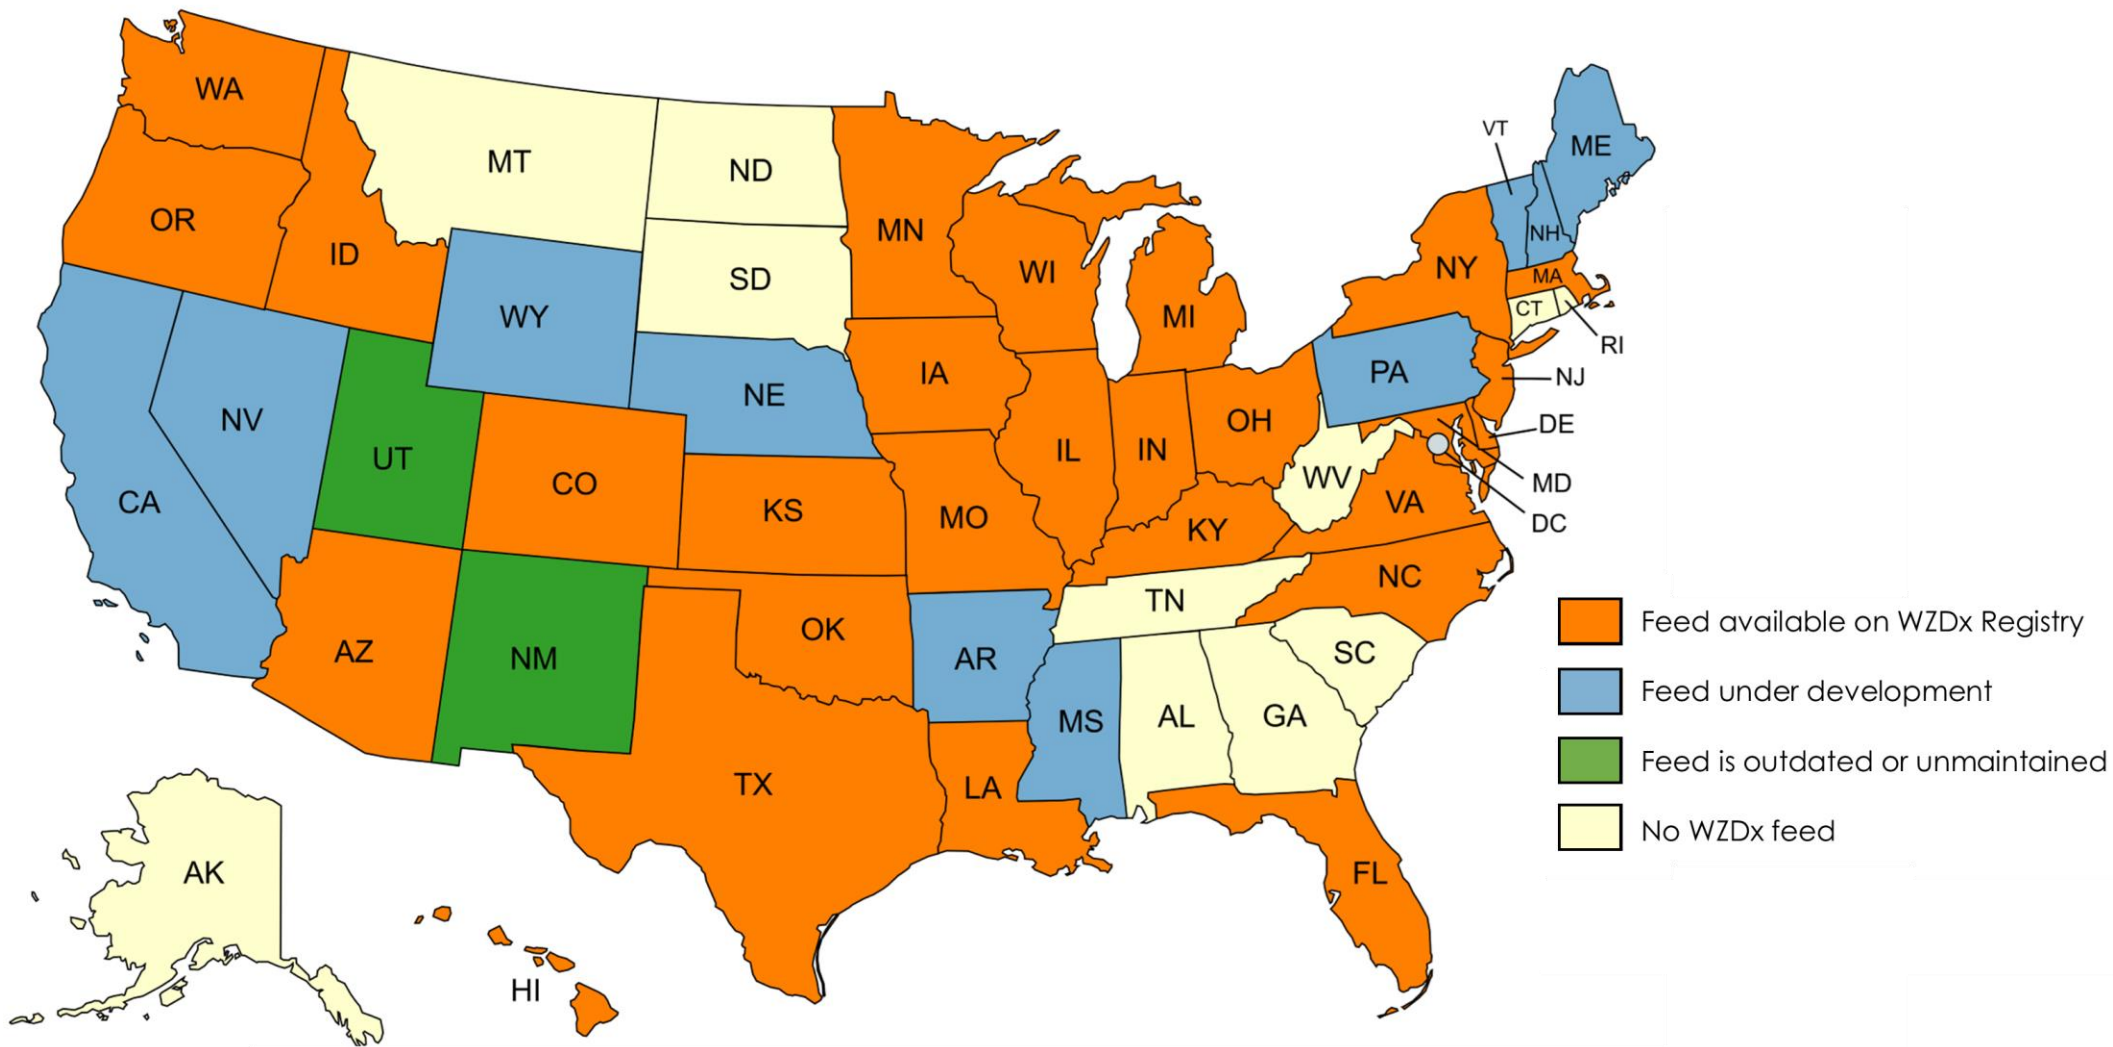 WA
MT
ND
OR
ID
MN
VT
ME
SD
WI
NY
NH
MA
WY
MI
CT
RI
NV
UT
NE
IA
PA
NJ
CA
CO
KS
MO
IL
IN
OH
DE
WV
VA
MD
DC
KY
AZ
NM
OK
AR
TN
NC
SC
TX
LA
MS
AL
GA
FL
AK
HI
Feed available on WZDx Registry
Feed under development
Feed is outdated or unmaintained
No WZDx feed